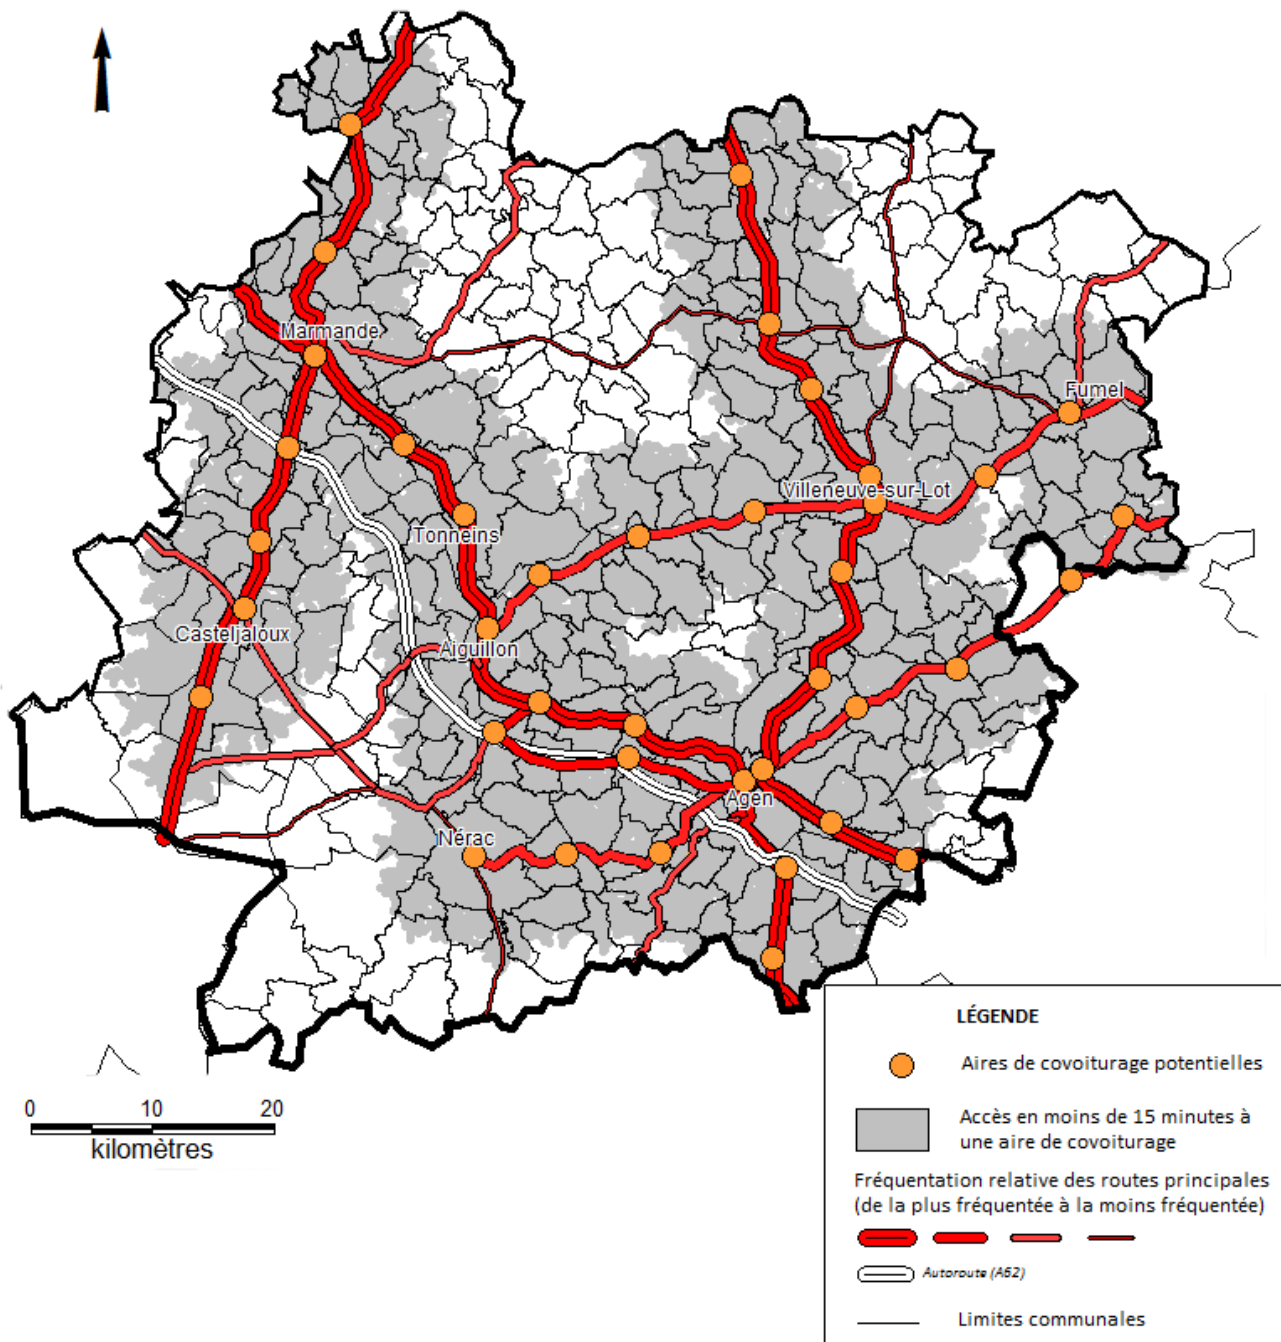 Marmande
Fumel
Villeneuve-sur-Lot
Tonneins
Casteljaloux
Aiguillon
Agen
Nérac
LÉGENDE
Aires de covoiturage potentielles
Accès en moins de 15 minutes à
une aire de covoiturage
Fréquentation relative des routes principales
(de la plus fréquentée à la moins fréquentée)
Autoroute (A62)
Limites communales
0 10 20
kilomètres